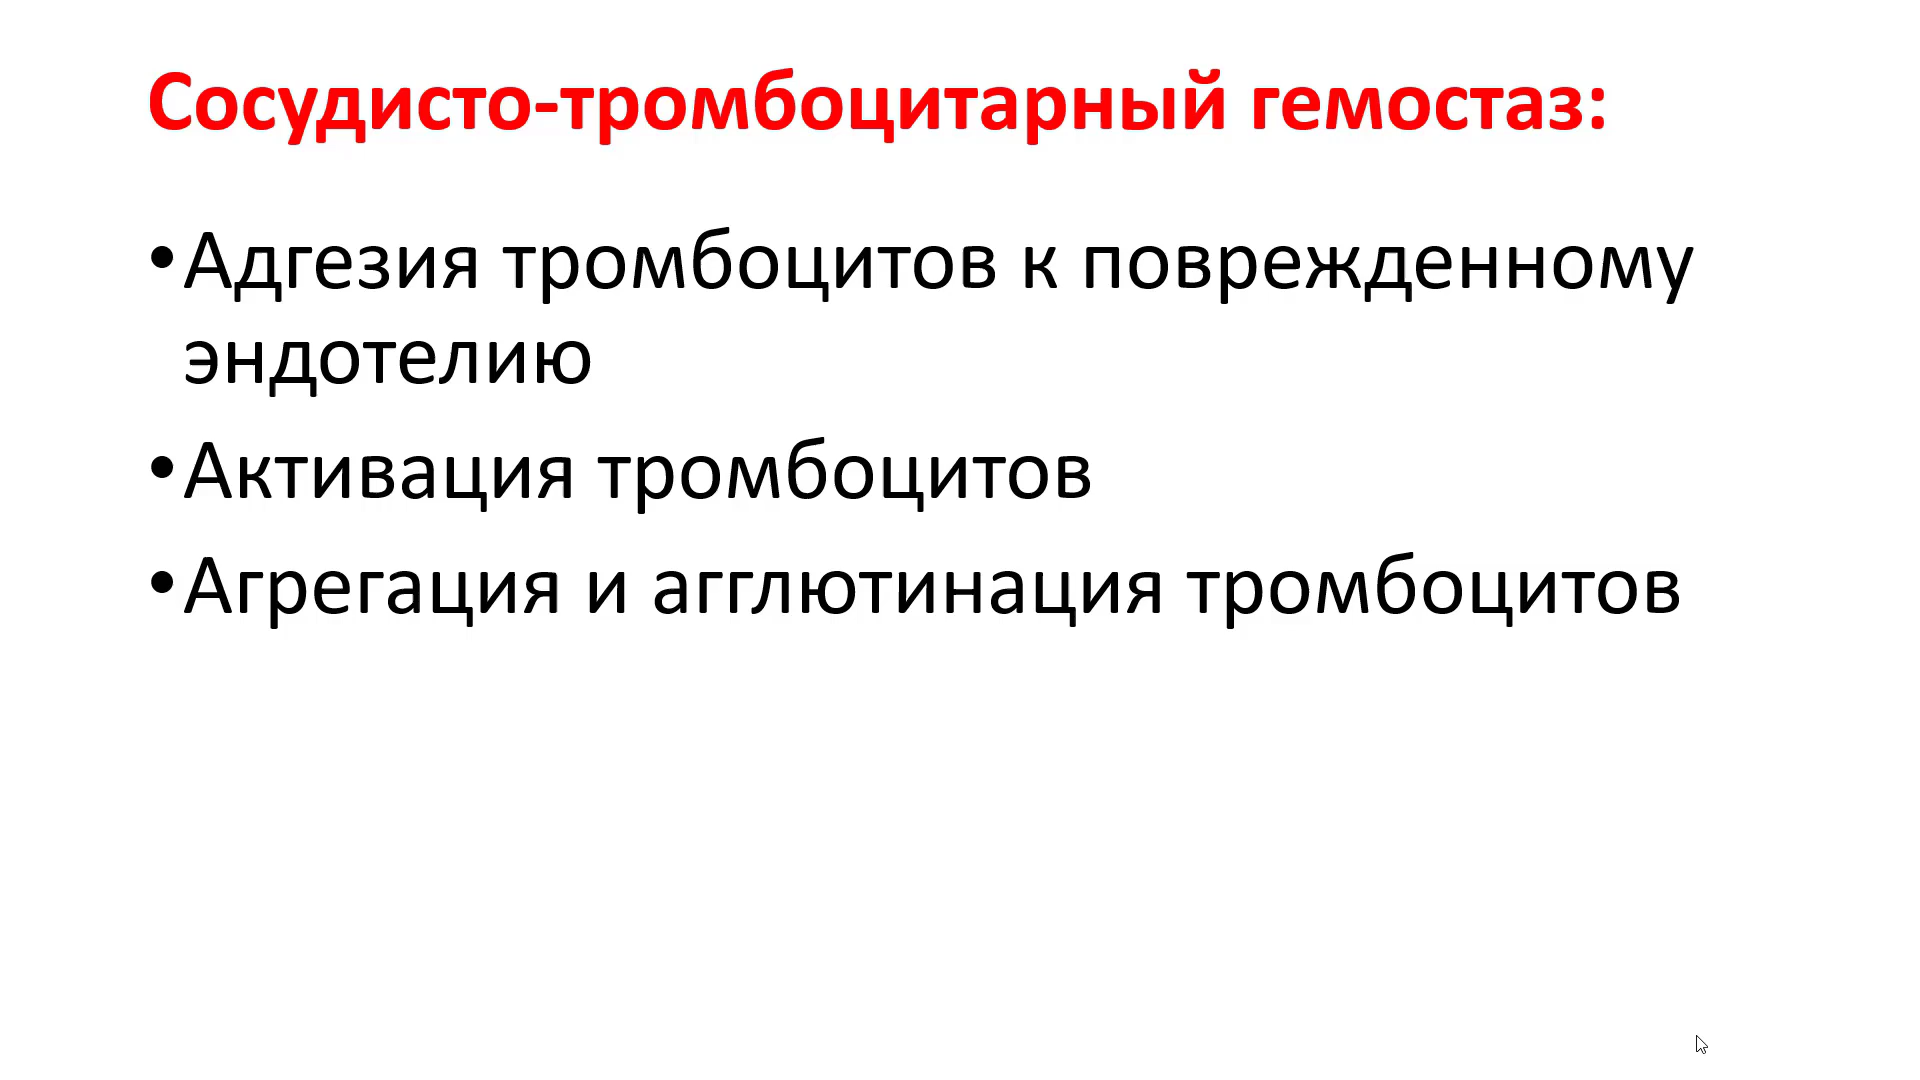 Сосудисто-тромбоцитарный гемостаз:
•Адгезия тромбоцитов к поврежденному
эндотелию
•Активация тромбоцитов
•Агрегация и агглютинация тромбоцитов